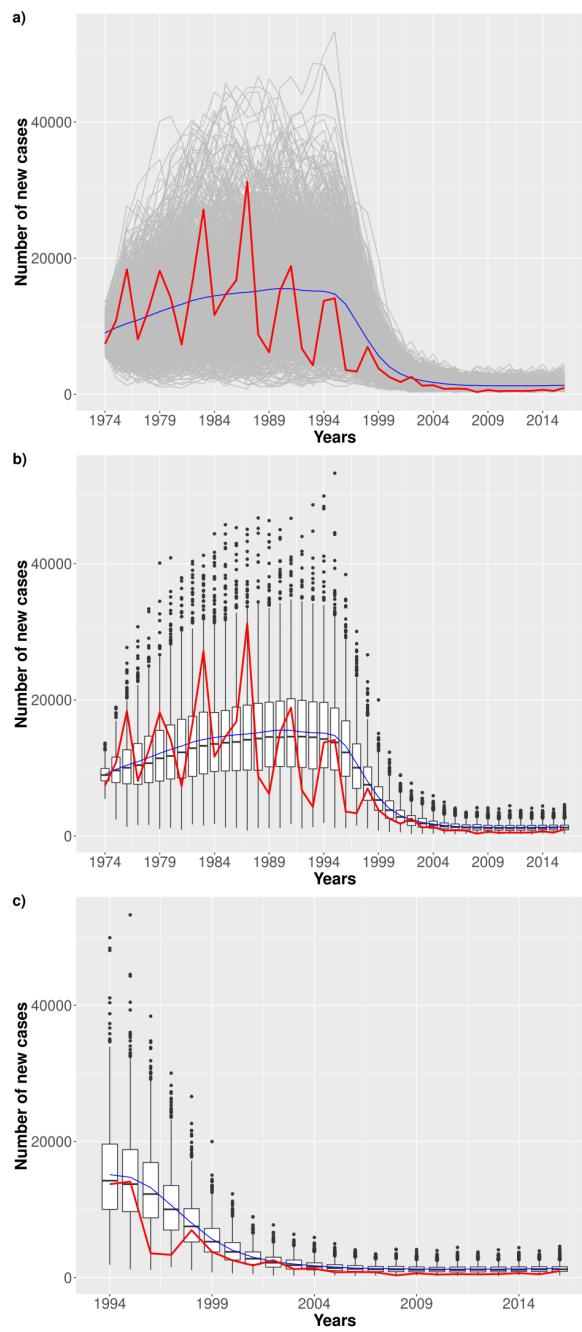 a)
Number of new cases
40000
20000
0
1974 1979 1984 1989 1994 1999 2004 2009 2014
Years
b)
Number of new cases
40000
20000
0
1974 1979 1984 1989 1994 1999 2004 2009 2014
Years
c)
Number of new cases
40000
20000
0
1994 1999 2004 2009 2014
Years